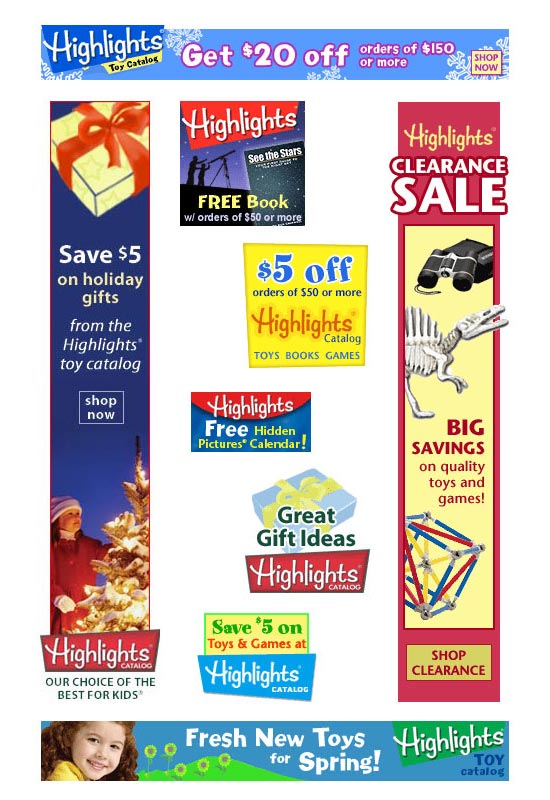 Highlights®
Toy Catalog
Get $20 off
orders of $150
or more
SHOP
NOW
Save $5
on holiday
gifts
from the
Highlights®
toy catalog
shop
now
Highlights®
CATALOG
OUR CHOICE OF THE
BEST FOR KIDS®
Highlights®
See the Stars
FREE Book
w/ orders of $50 or more
$5 off
orders of $50 or more
Highlights®
Catalog
TOYS BOOKS GAMES
Highlights
Free Hidden
Pictures® Calendar!
Great
Gift Ideas
Highlights®
CATALOG
Save $5 on
Toys & Games at
Highlights®
CATALOG
Highlights®
CLEARANCE
SALE
BIG
SAVINGS
on quality
toys and
games!
SHOP
CLEARANCE
Fresh New Toys
for Spring!
Highlights®
TOY
catalog